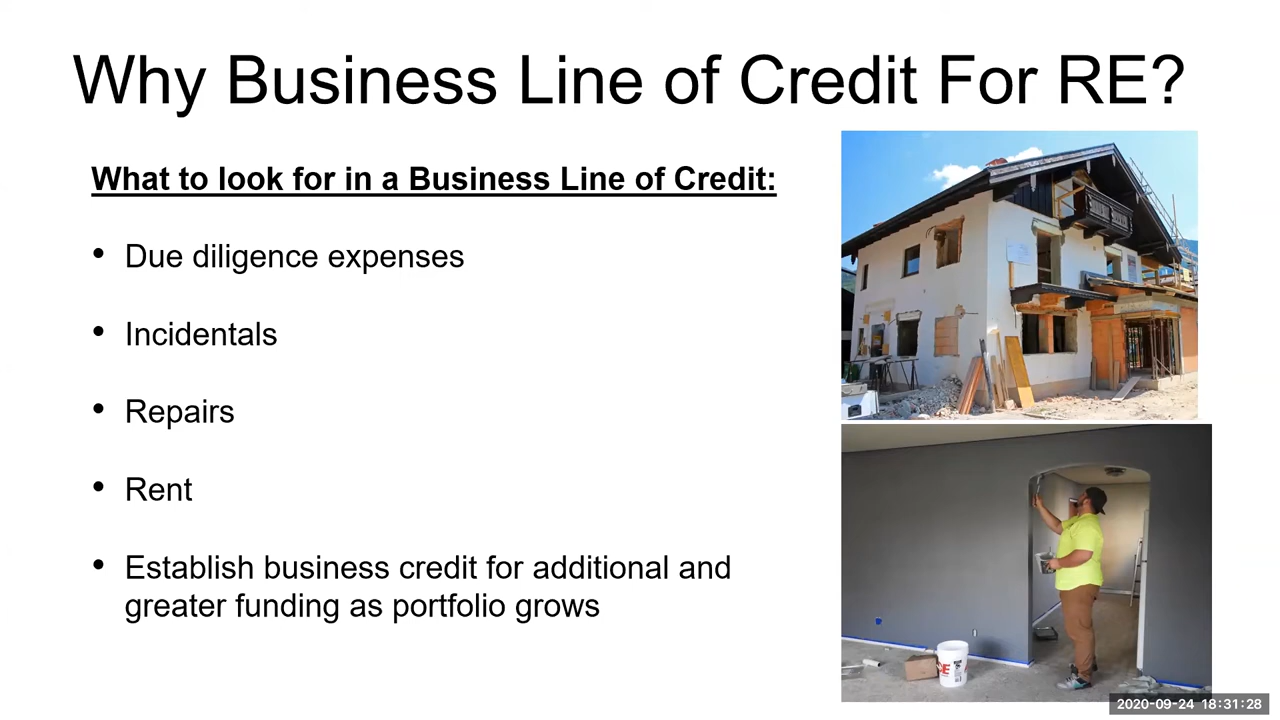 Why Business Line of Credit For RE?
What to look for in a Business Line of Credit:
• Due diligence expenses
• Incidentals
• Repairs
• Rent
• Establish business credit for additional and
greater funding as portfolio grows
2020-09-24 18:31:28